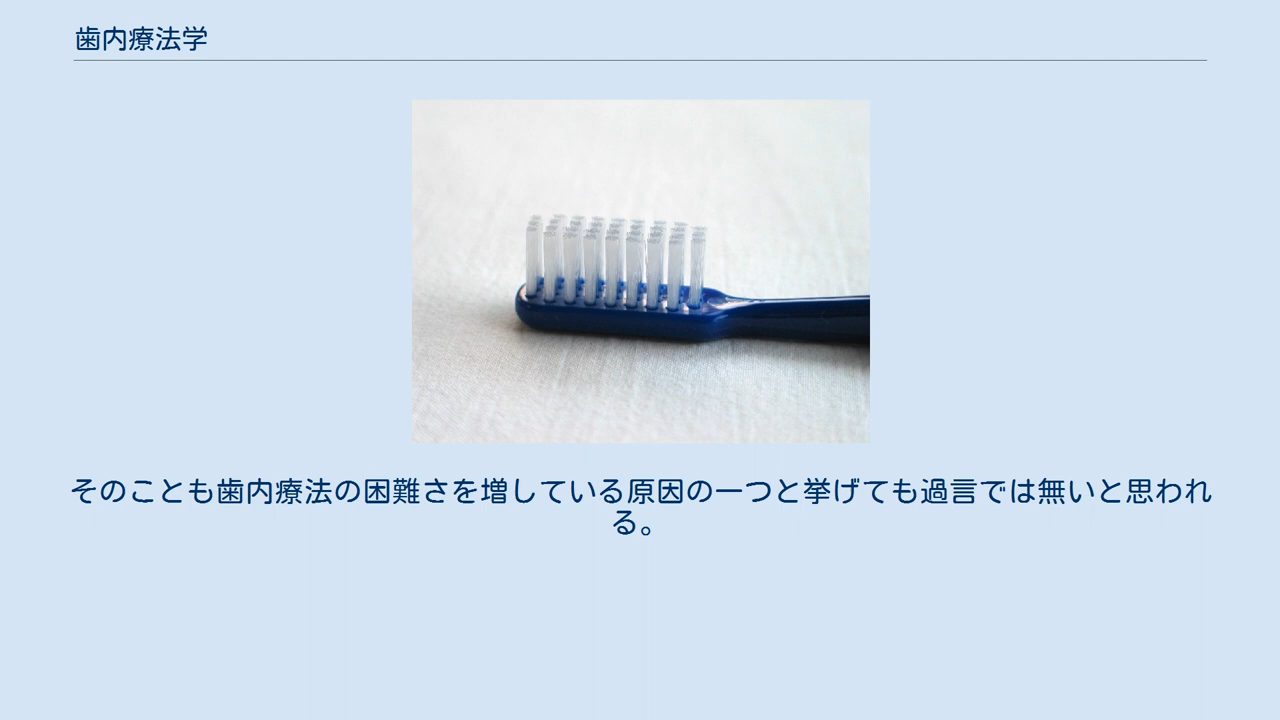 歯内療法学
そのことも歯内療法の困難さを増している原因の一つと挙げても過言では無いと思われ
る。